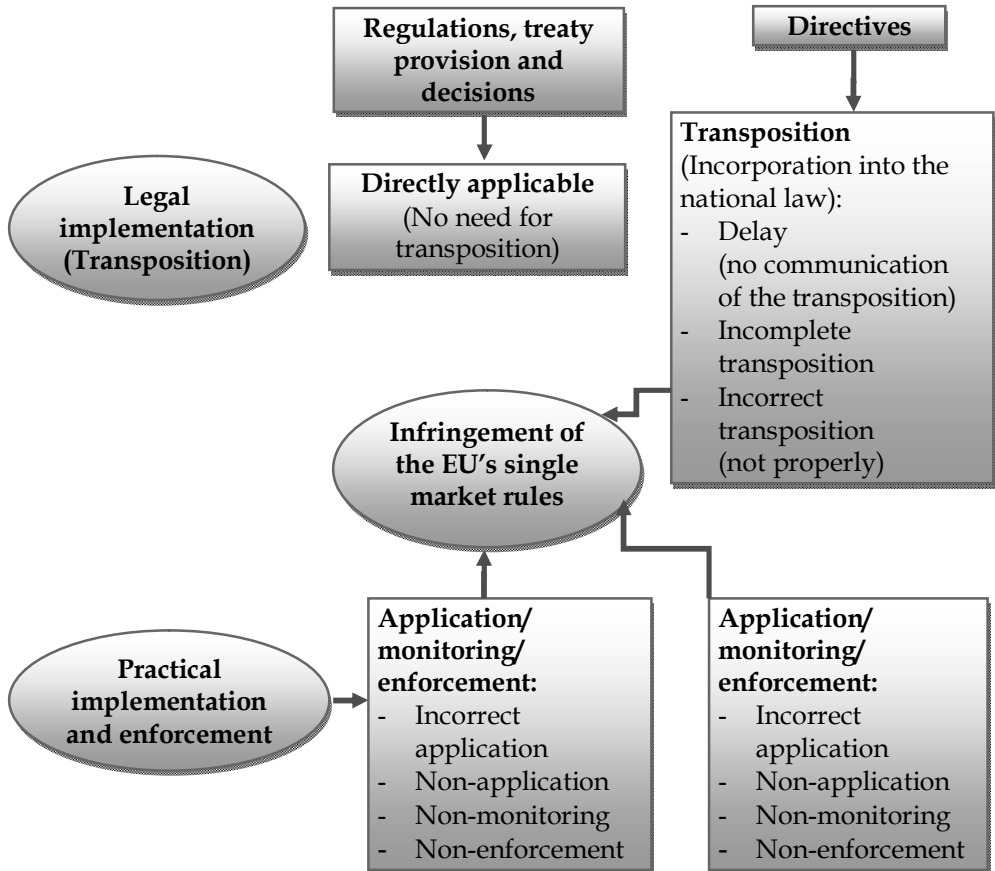 Regulations, treaty
provision and
decisions
Directives
Legal
implementation
(Transposition)
Directly applicable
(No need for
transposition)
Transposition
(Incorporation into the
national law):
- Delay
(no communication
of the transposition)
- Incomplete
transposition
- Incorrect
transposition
(not properly)
Infringement of
the EU's single
market rules
Practical
implementation
and enforcement
Application/
monitoring/
enforcement:
- Incorrect
application
- Non-application
- Non-monitoring
- Non-enforcement
Application/
monitoring/
enforcement:
- Incorrect
application
- Non-application
- Non-monitoring
- Non-enforcement